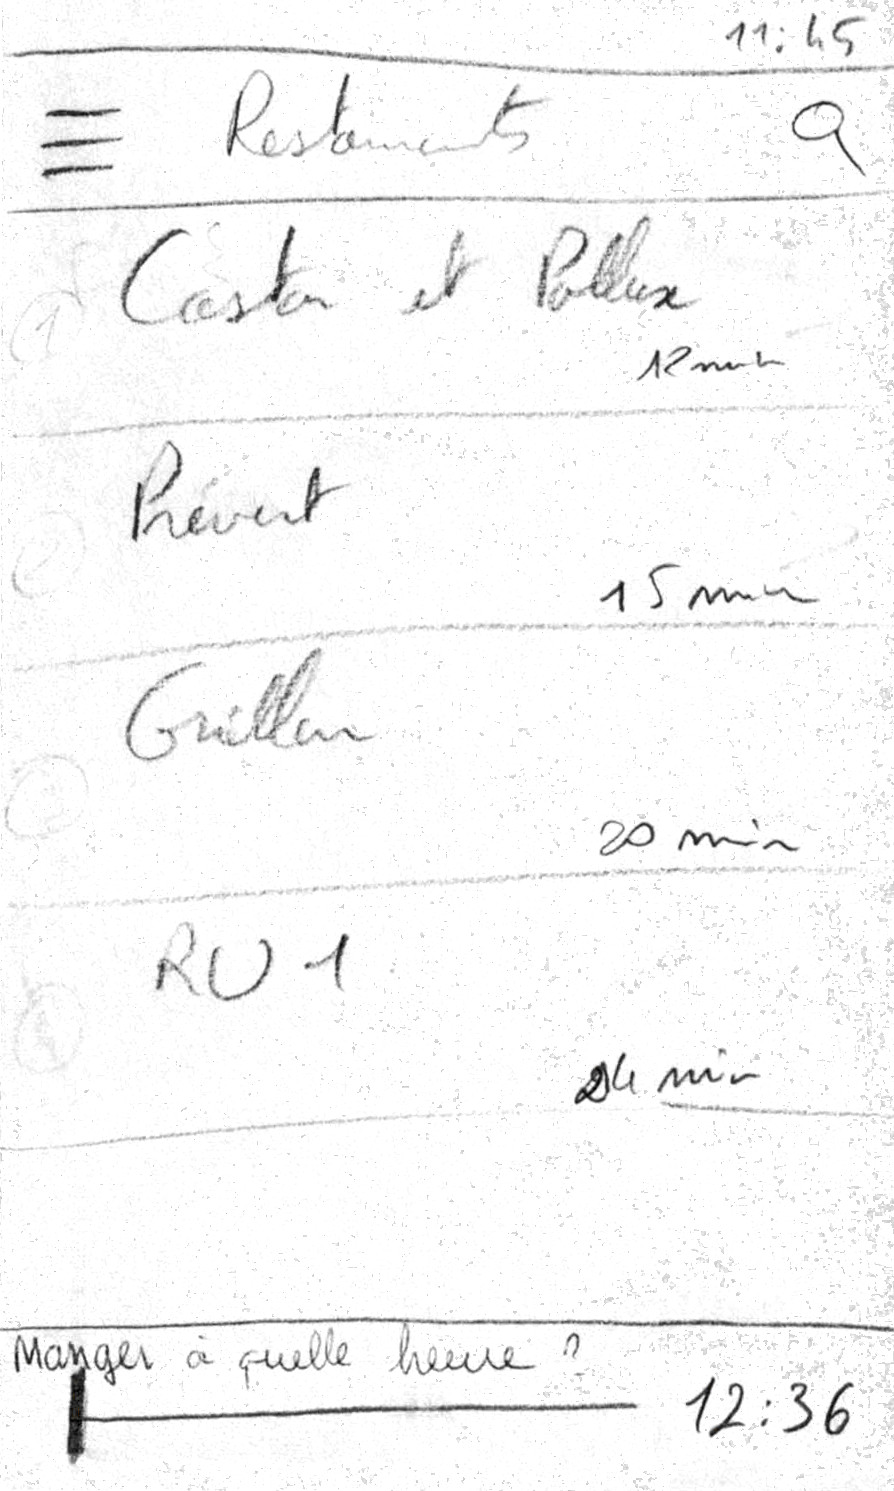 11:45
Restaurants
Castor et Pollux
12 min
Prévert
15 min
Grillon
20 min
RU 1
24 min
Manger à quelle heure ?
12:36